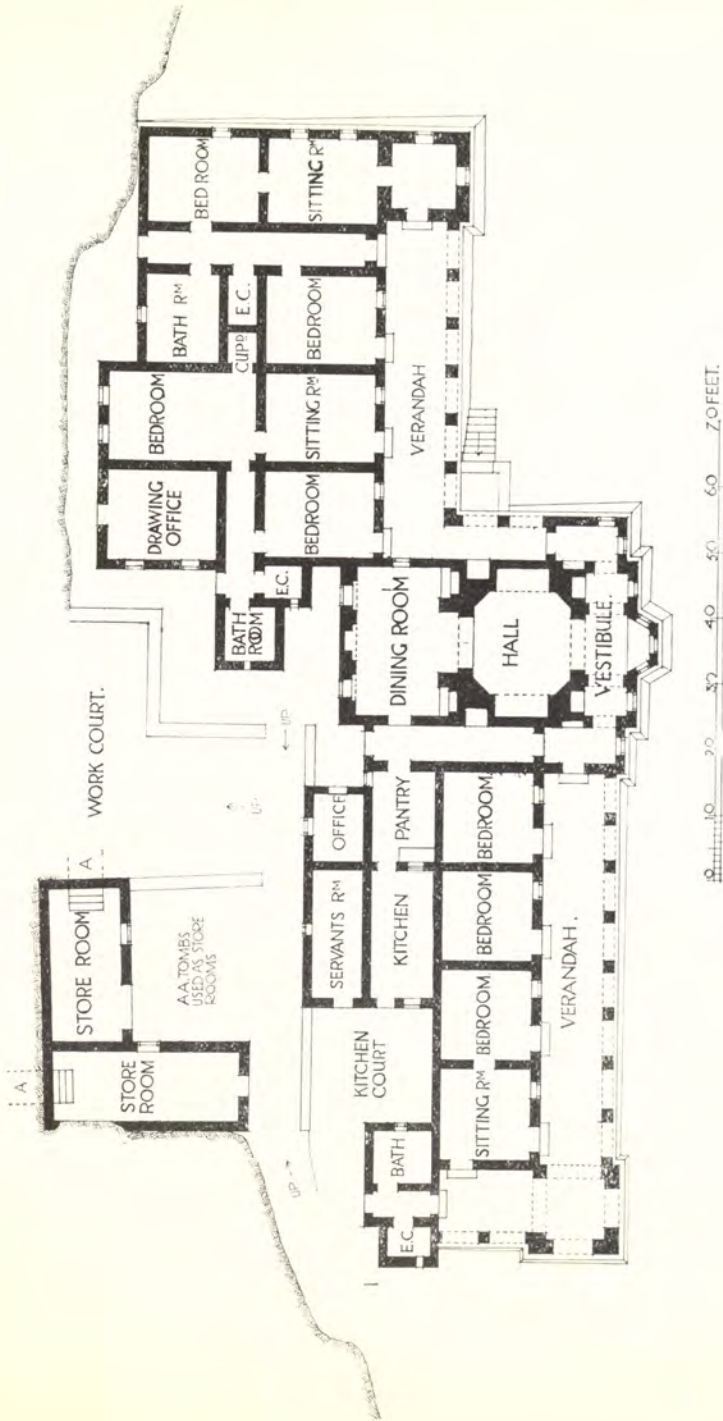 A
STORE ROOM
A
WORK COURT.
STORE
ROOM
A.A. TOMBS
USED AS STORE
ROOMS
UP
UP
UP
DRAWING
OFFICE
BEDROOM
BATH RM
BED ROOM
CUPD
E.C.
BATH
ROOM
E.C.
BEDROOM
SITTING RM
BEDROOM
SITTING RM
SERVANTS RM
OFFICE
KITCHEN
COURT
KITCHEN
PANTRY
DINING ROOM
BATH
E.C.
SITTING RM
BEDROOM
BEDROOM
BEDROOM
HALL
VERANDAH
VERANDAH.
VESTIBULE.
10
0
10
20
30
40
50
60
70 FEET.